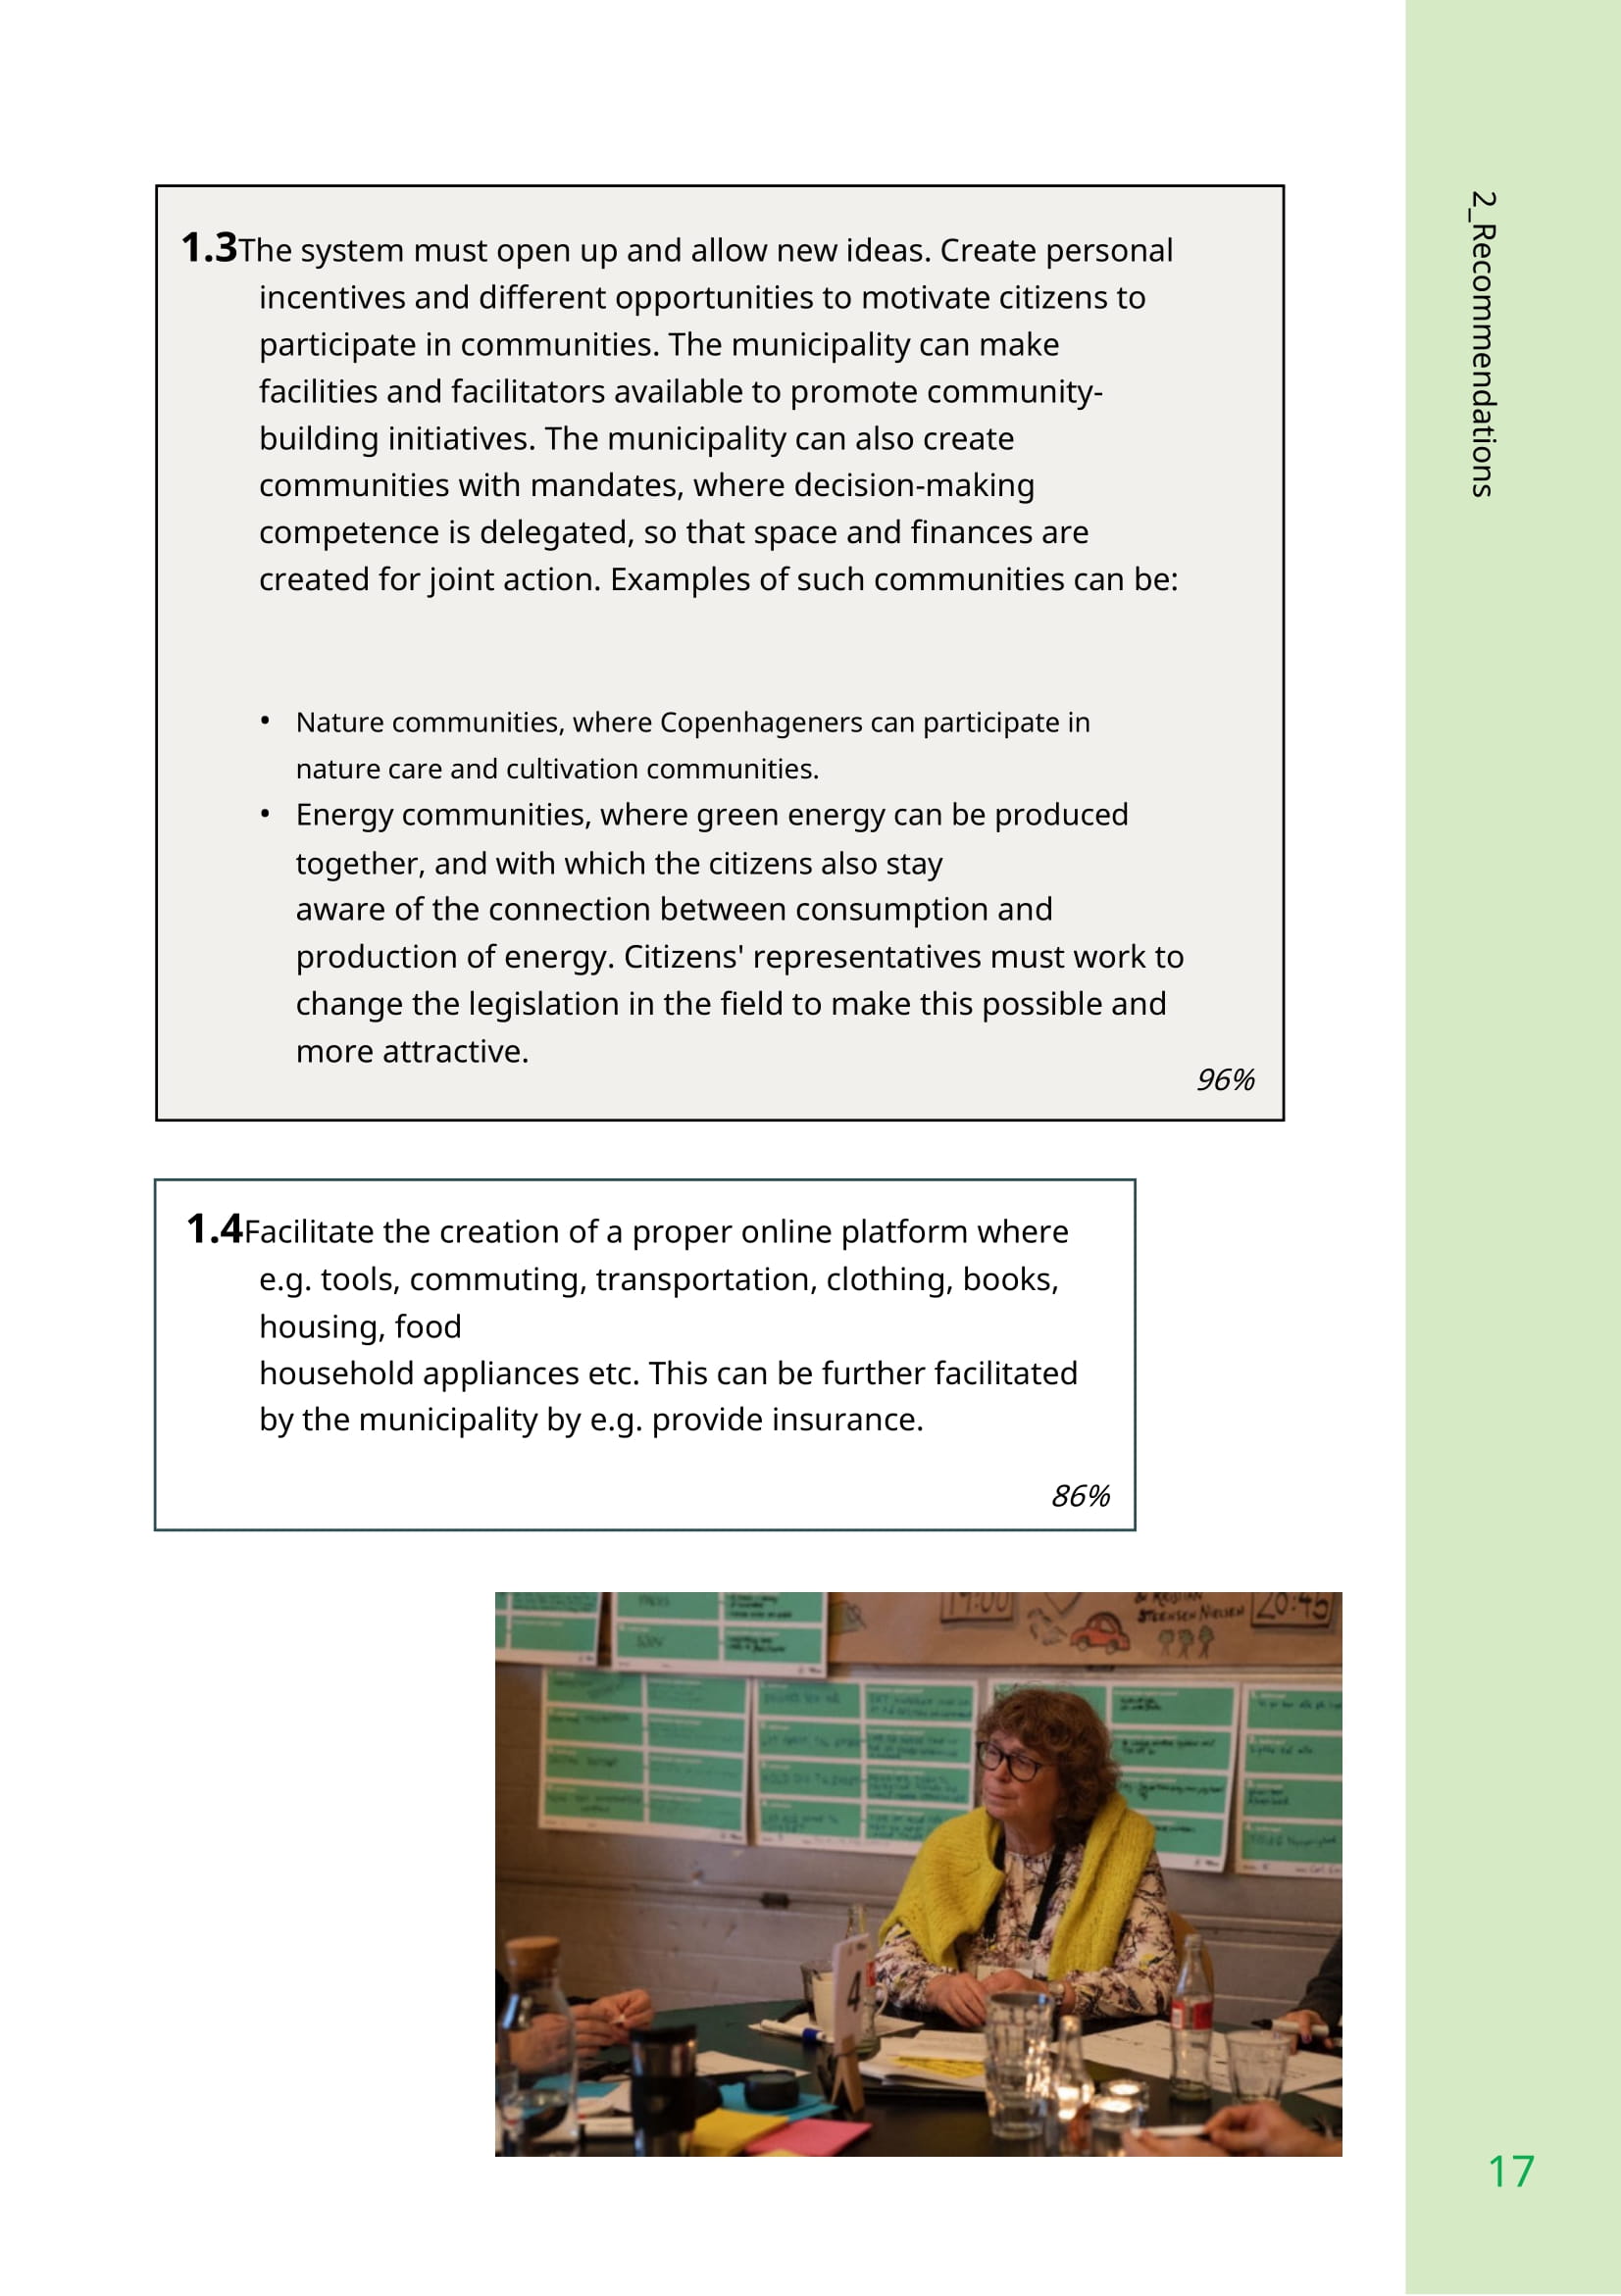 2_Recommendations
1.3The system must open up and allow new ideas. Create personal
incentives and different opportunities to motivate citizens to
participate in communities. The municipality can make
facilities and facilitators available to promote community-
building initiatives. The municipality can also create
communities with mandates, where decision-making
competence is delegated, so that space and finances are
created for joint action. Examples of such communities can be:
• Nature communities, where Copenhageners can participate in
nature care and cultivation communities.
• Energy communities, where green energy can be produced
together, and with which the citizens also stay
aware of the connection between consumption and
production of energy. Citizens' representatives must work to
change the legislation in the field to make this possible and
more attractive.
96%
1.4Facilitate the creation of a proper online platform where
e.g. tools, commuting, transportation, clothing, books,
housing, food
household appliances etc. This can be further facilitated
by the municipality by e.g. provide insurance.
86%
19:00
STEENSEN NIELSEN
20:45
4
17